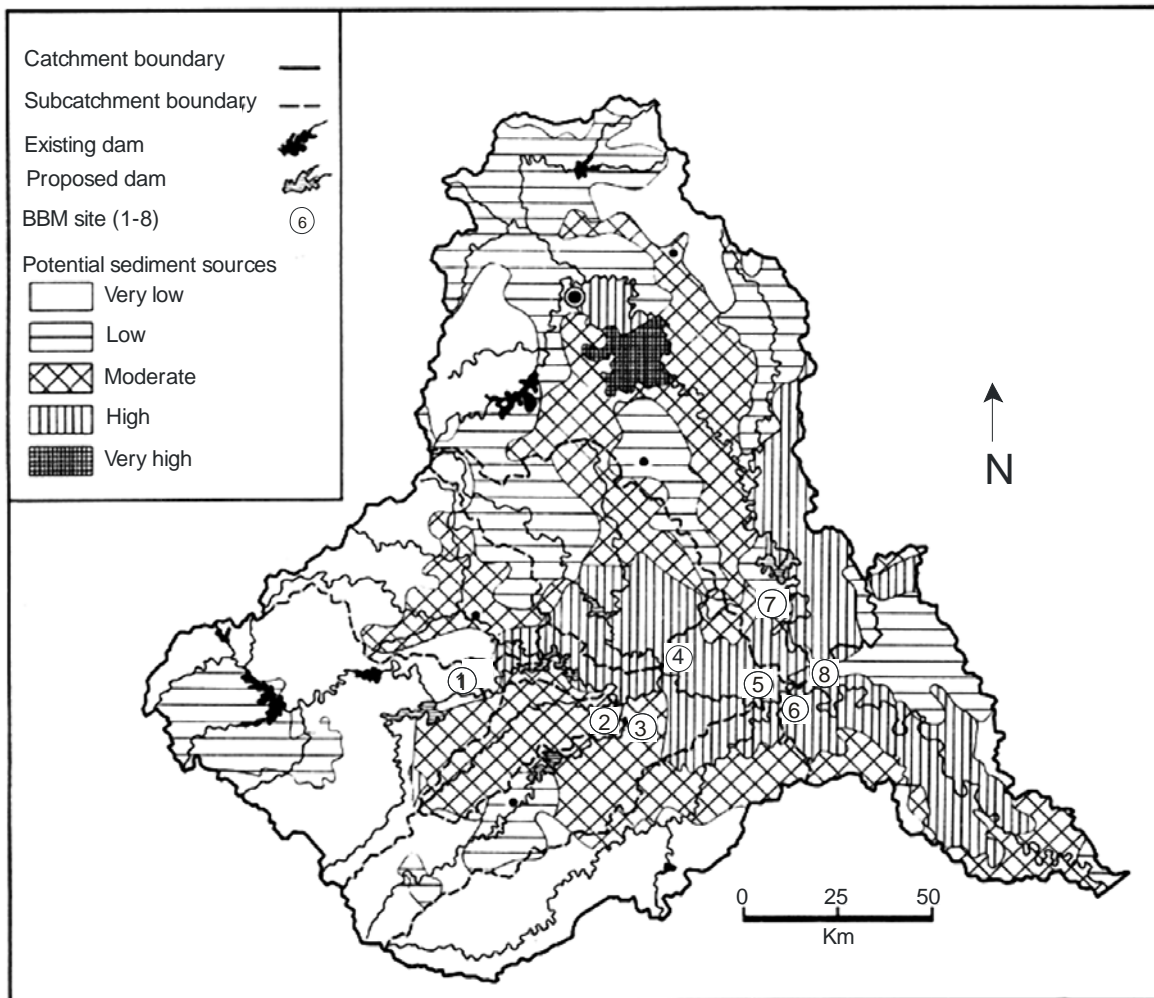 Catchment boundary
Subcatchment boundary
Existing dam
Proposed dam
BBM site (1-8)
6
Potential sediment sources
Very low
Low
Moderate
High
Very high
N
7
4
8
1
5
6
2
3
0 25 50
Km